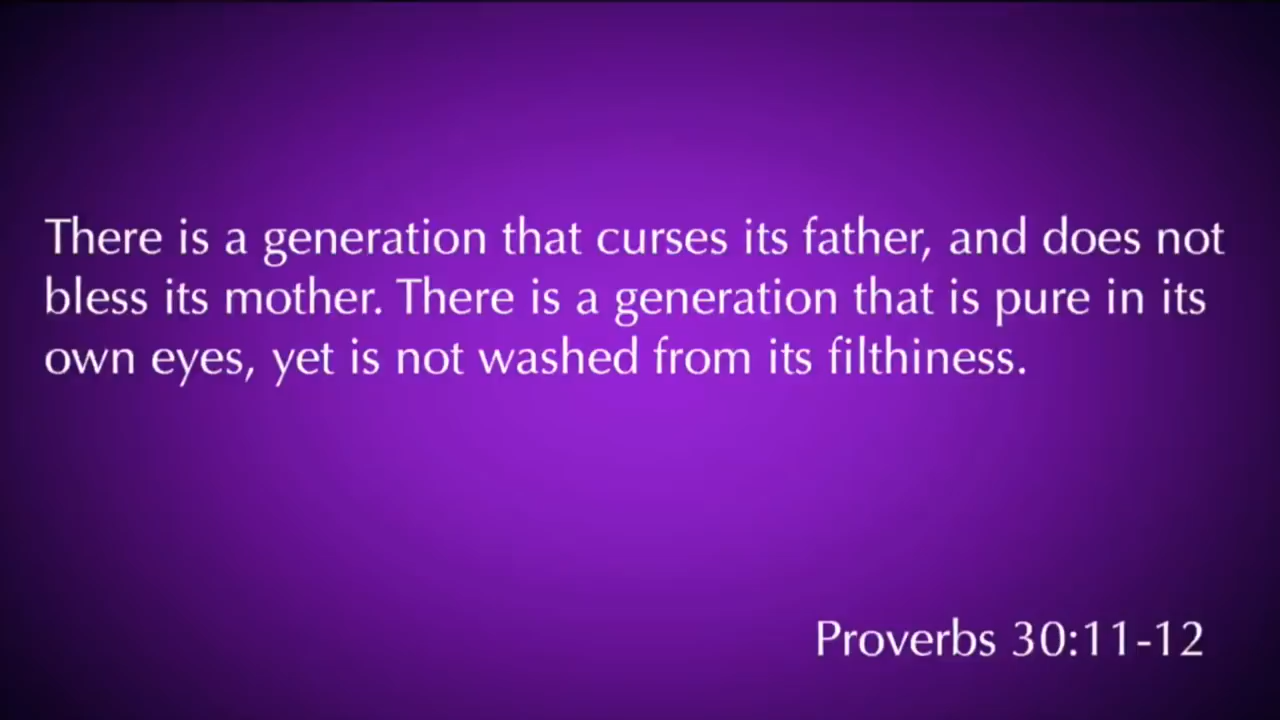 There is a generation that curses its father, and does not
bless its mother. There is a generation that is pure in its
own eyes, yet is not washed from its filthiness.
Proverbs 30:11-12